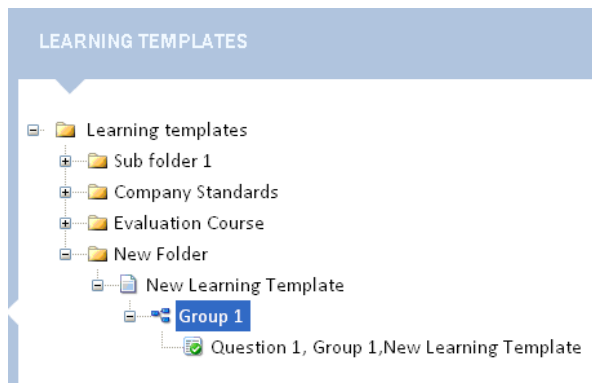 LEARNING TEMPLATES
Learning templates
Sub folder 1
Company Standards
Evaluation Course
New Folder
New Learning Template
Group 1
Question 1, Group 1,New Learning Template